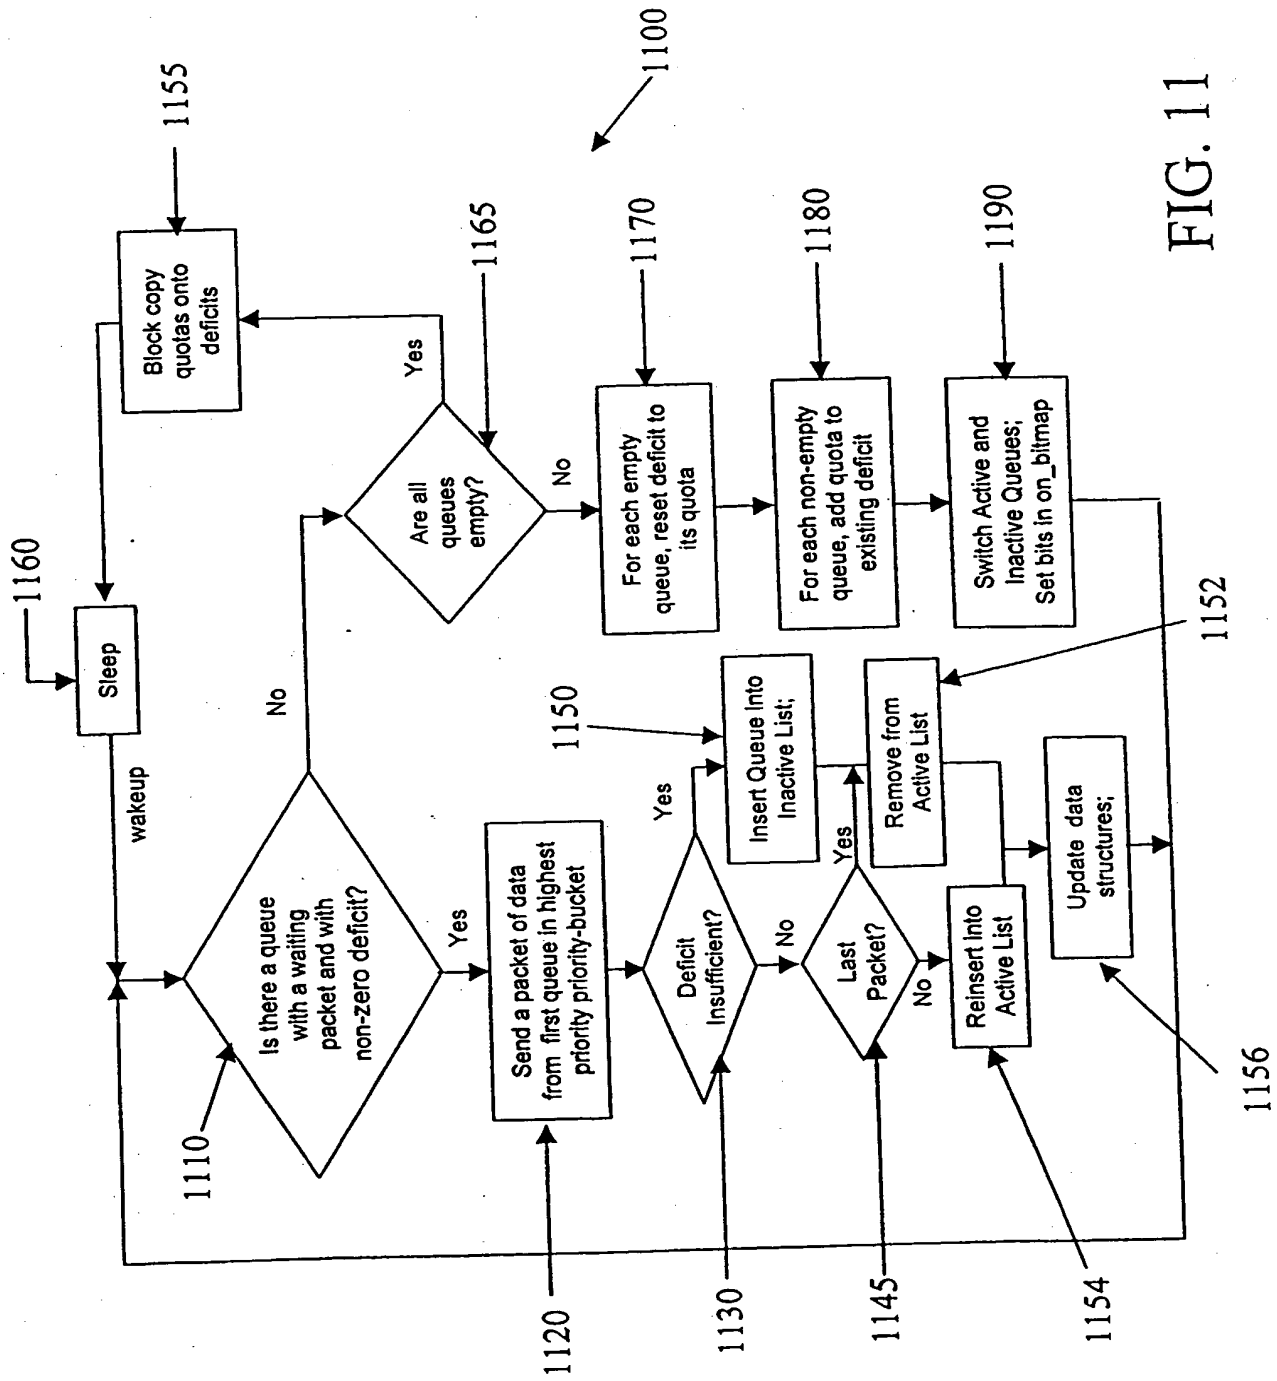 1160
Sleep
wakeup
Block copy
quotas onto
deficits
1155
1110
Is there a queue
with a waiting
packet and with
non-zero deficit?
No
Yes
Are all
queues
empty?
Yes
No
1165
1100
1120
Send a packet of data
from first queue in highest
priority priority-bucket
For each empty
queue, reset deficit to
its quota
1170
1130
Deficit
Insufficient?
Yes
No
1150
Insert Queue Into
Inactive List;
For each non-empty
queue, add quota to
existing deficit
1180
1145
Last
Packet?
Yes
No
Remove from
Active List
1152
Switch Active and
Inactive Queues;
Set bits in on_bitmap
1190
1154
Reinsert Into
Active List
Update data
structures;
1156
FIG. 11